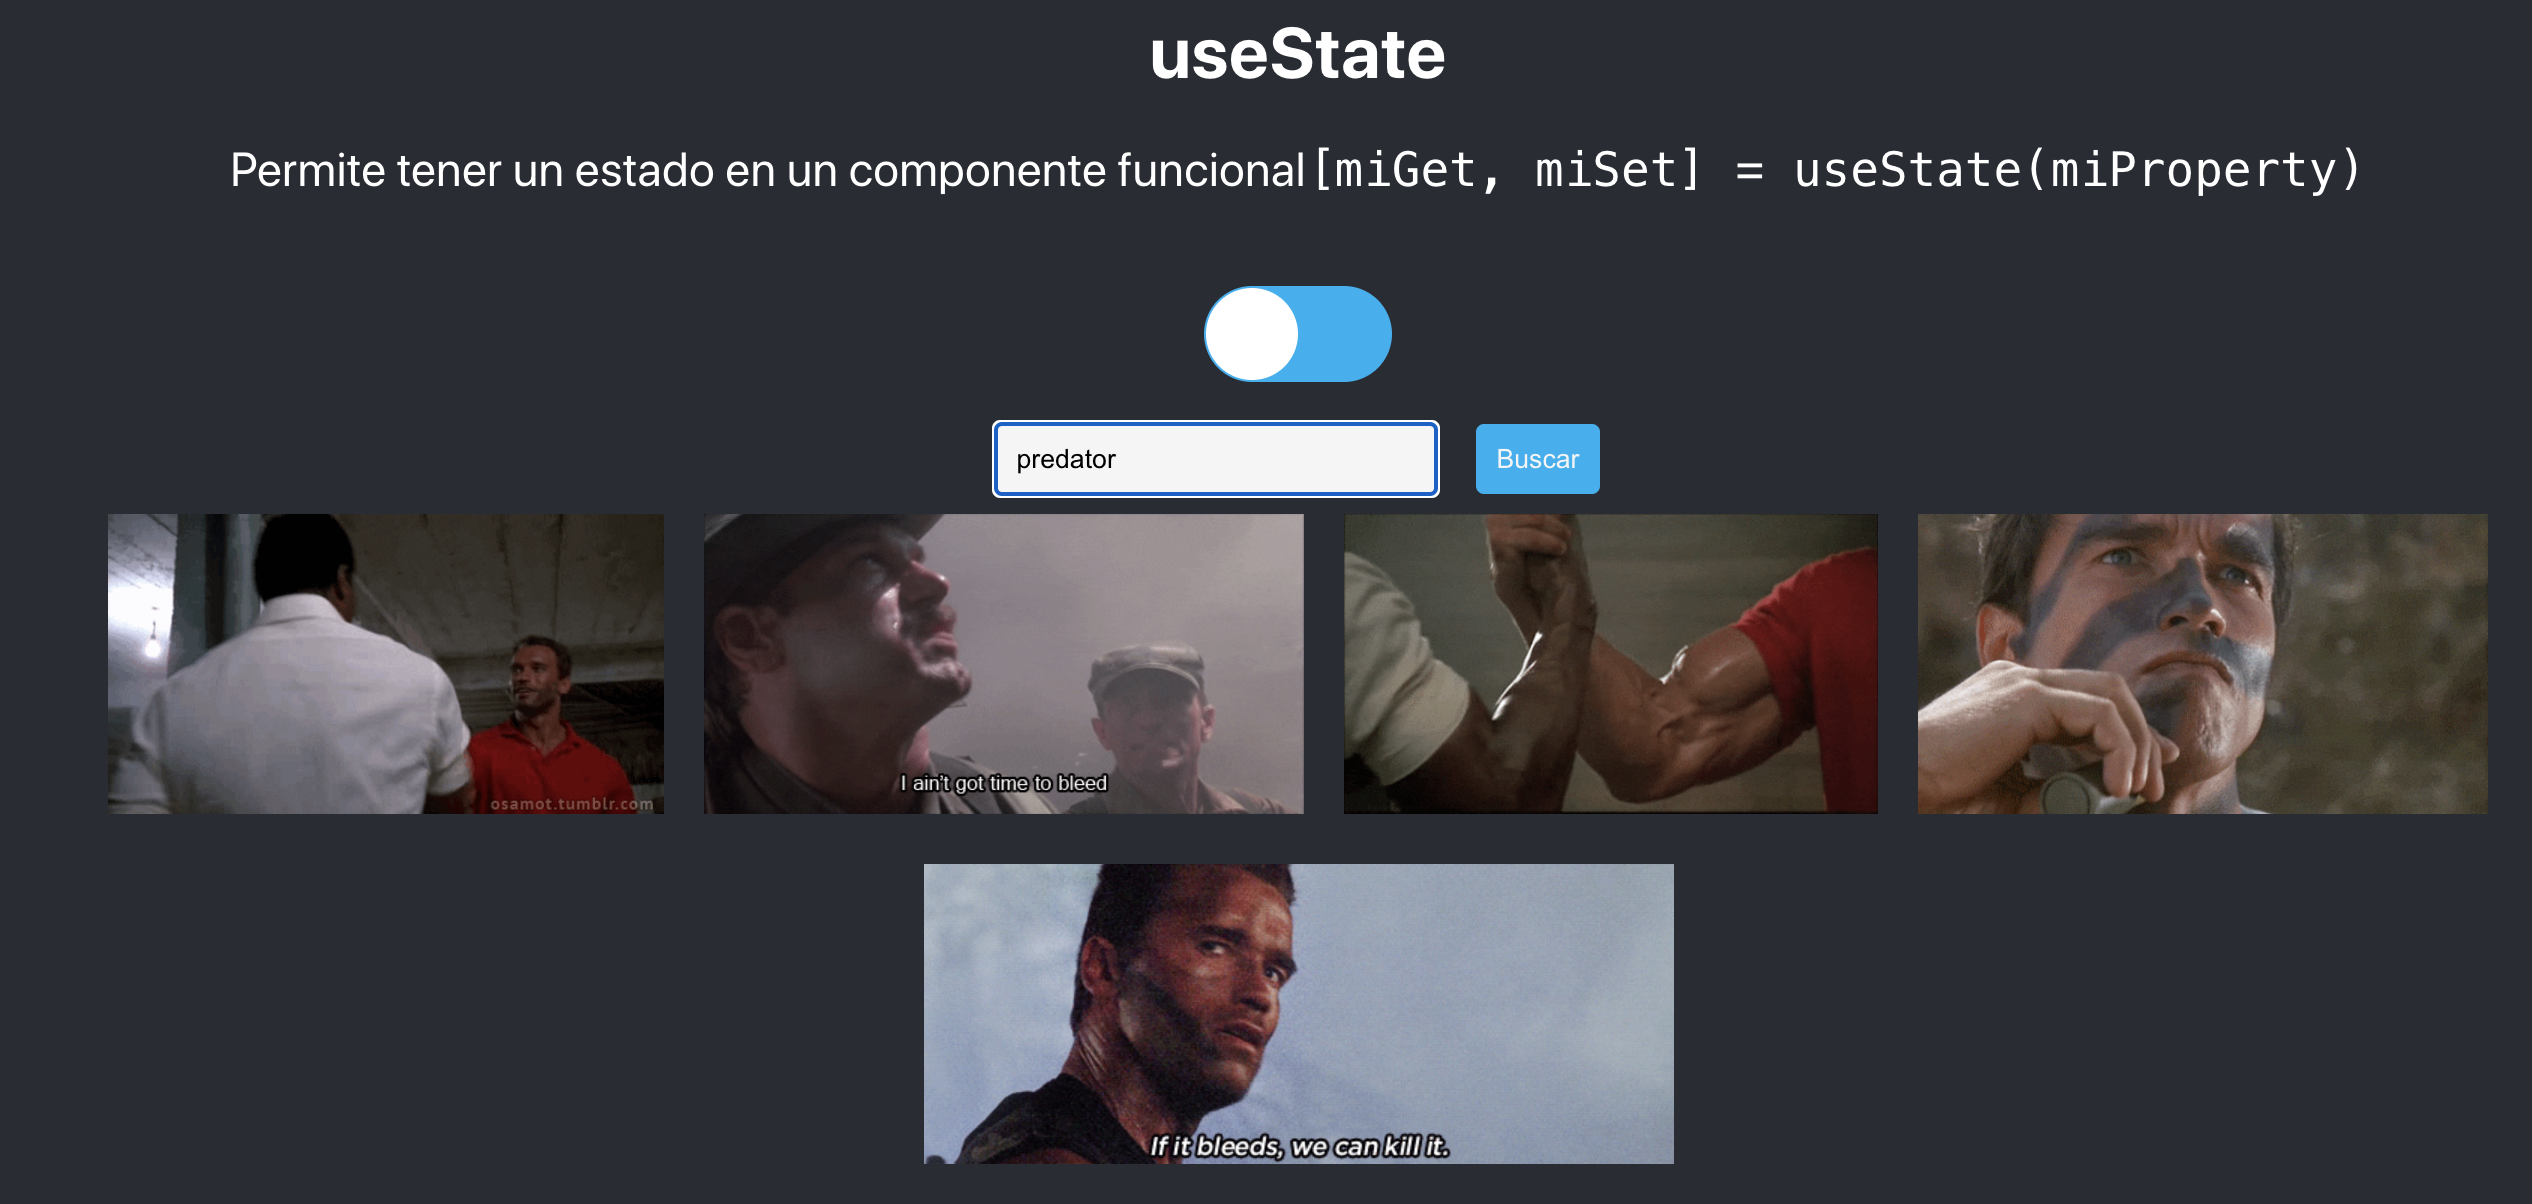 useState
Permite tener un estado en un componente funcional [miGet, miSet] = useState(miProperty)
predator
Buscar
osamot.tumblr.com
I ain't got time to bleed
If it bleeds, we can kill it.